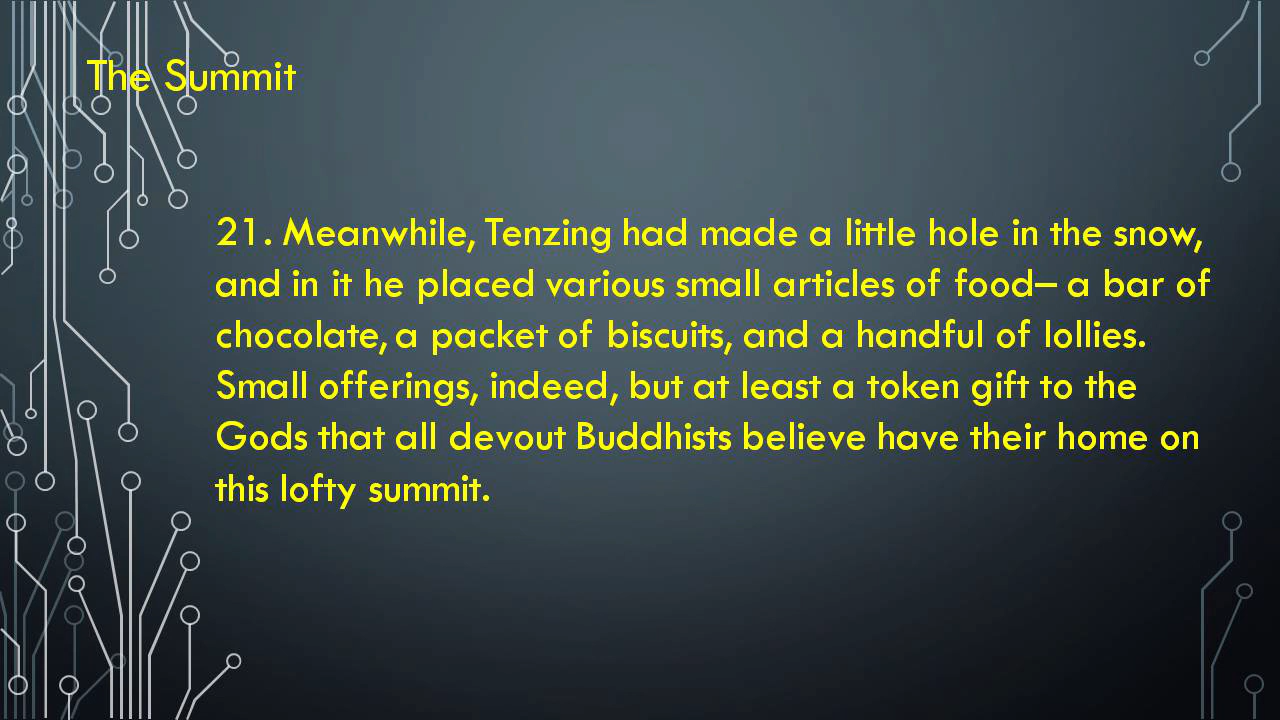 The Summit
21. Meanwhile, Tenzing had made a little hole in the snow,
and in it he placed various small articles of food– a bar of
chocolate, a packet of biscuits, and a handful of lollies.
Small offerings, indeed, but at least a token gift to the
Gods that all devout Buddhists believe have their home on
this lofty summit.